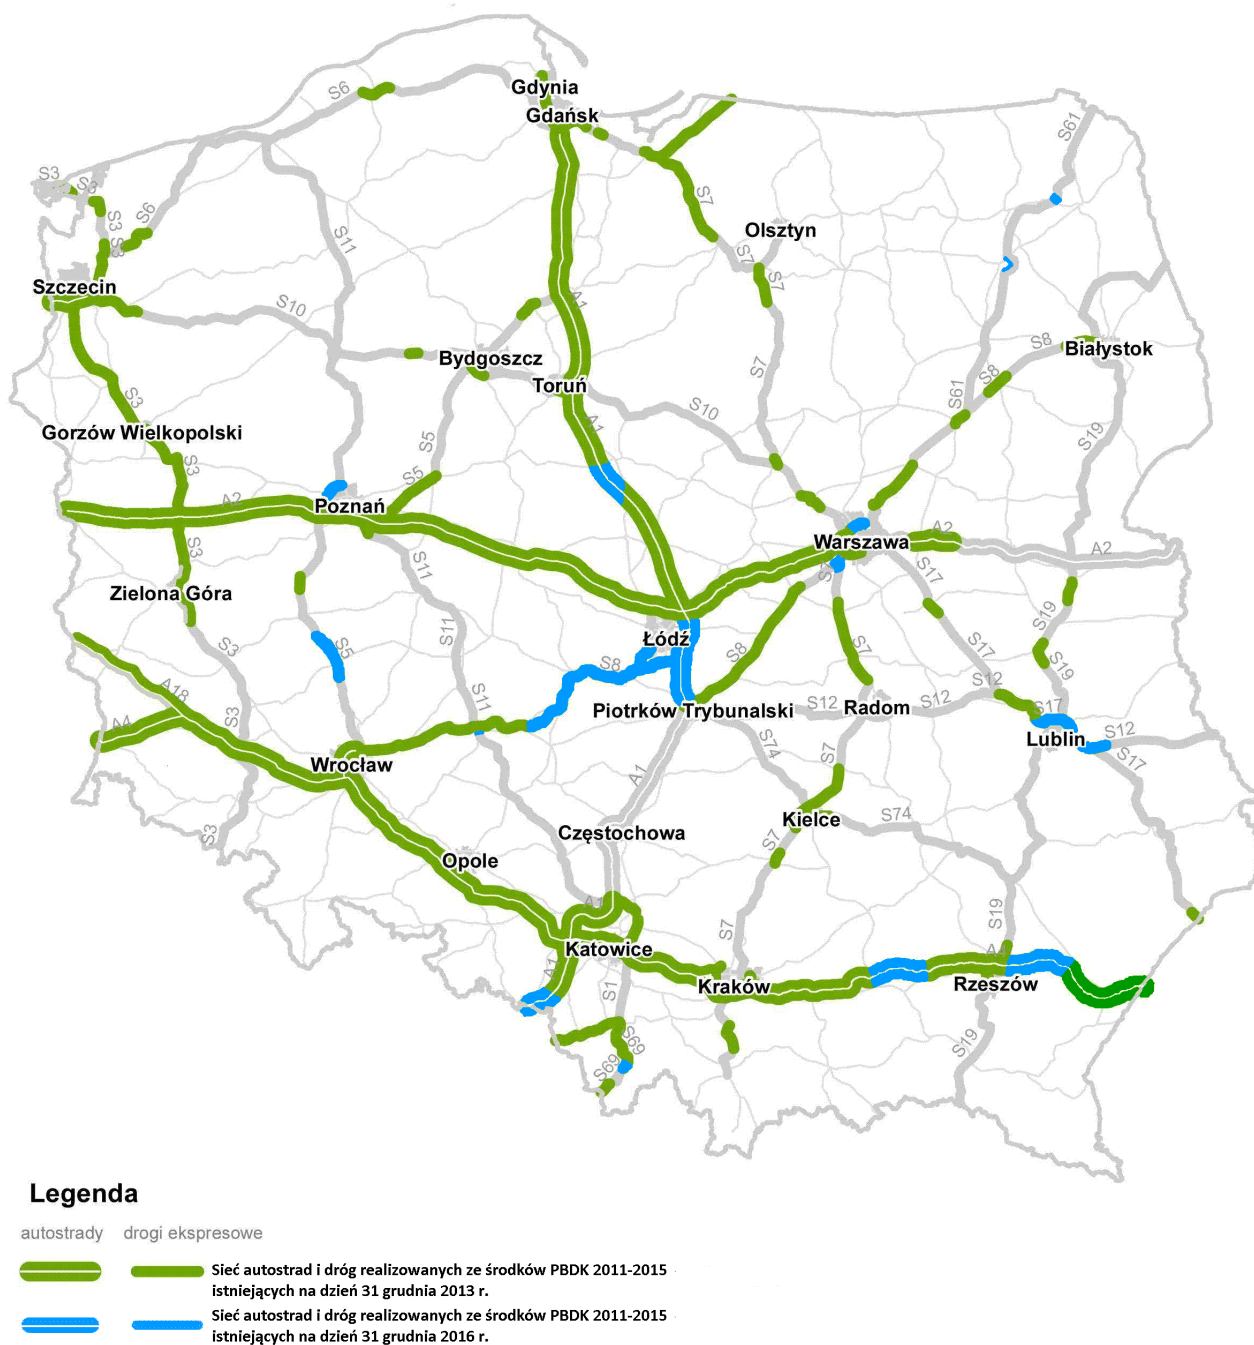 S6
Gdynia
Gdańsk
S61
S3
S3
S3
S6
S3
S7
S11
Olsztyn
S7
S7
Szczecin
S10
A1
S8
Białystok
Bydgoszcz
S7
S8
Toruń
S3
S61
S10
A1
S19
Gorzów Wielkopolski
S5
S3
S5
A2
Poznań
A2
Warszawa
A2
S3
S11
S17
Zielona Góra
S19
S11
Łódź
S3
S5
S8
S8
S7
S17
S19
A18
S11
S12
S12
S12
S17
Piotrków Trybunalski
Radom
A4
S3
S12
Lublin
S74
S7
S17
Wrocław
A1
S3
Kielce
S74
Częstochowa
S7
Opole
A1
S19
S7
Katowice
A4
A1
S1
Kraków
Rzeszów
S69
S19
S69
Legenda
autostrady drogi ekspresowe
Sieć autostrad i dróg realizowanych ze środków PBDK 2011-2015
istniejących na dzień 31 grudnia 2013 r.
Sieć autostrad i dróg realizowanych ze środków PBDK 2011-2015
istniejących na dzień 31 grudnia 2016 r.